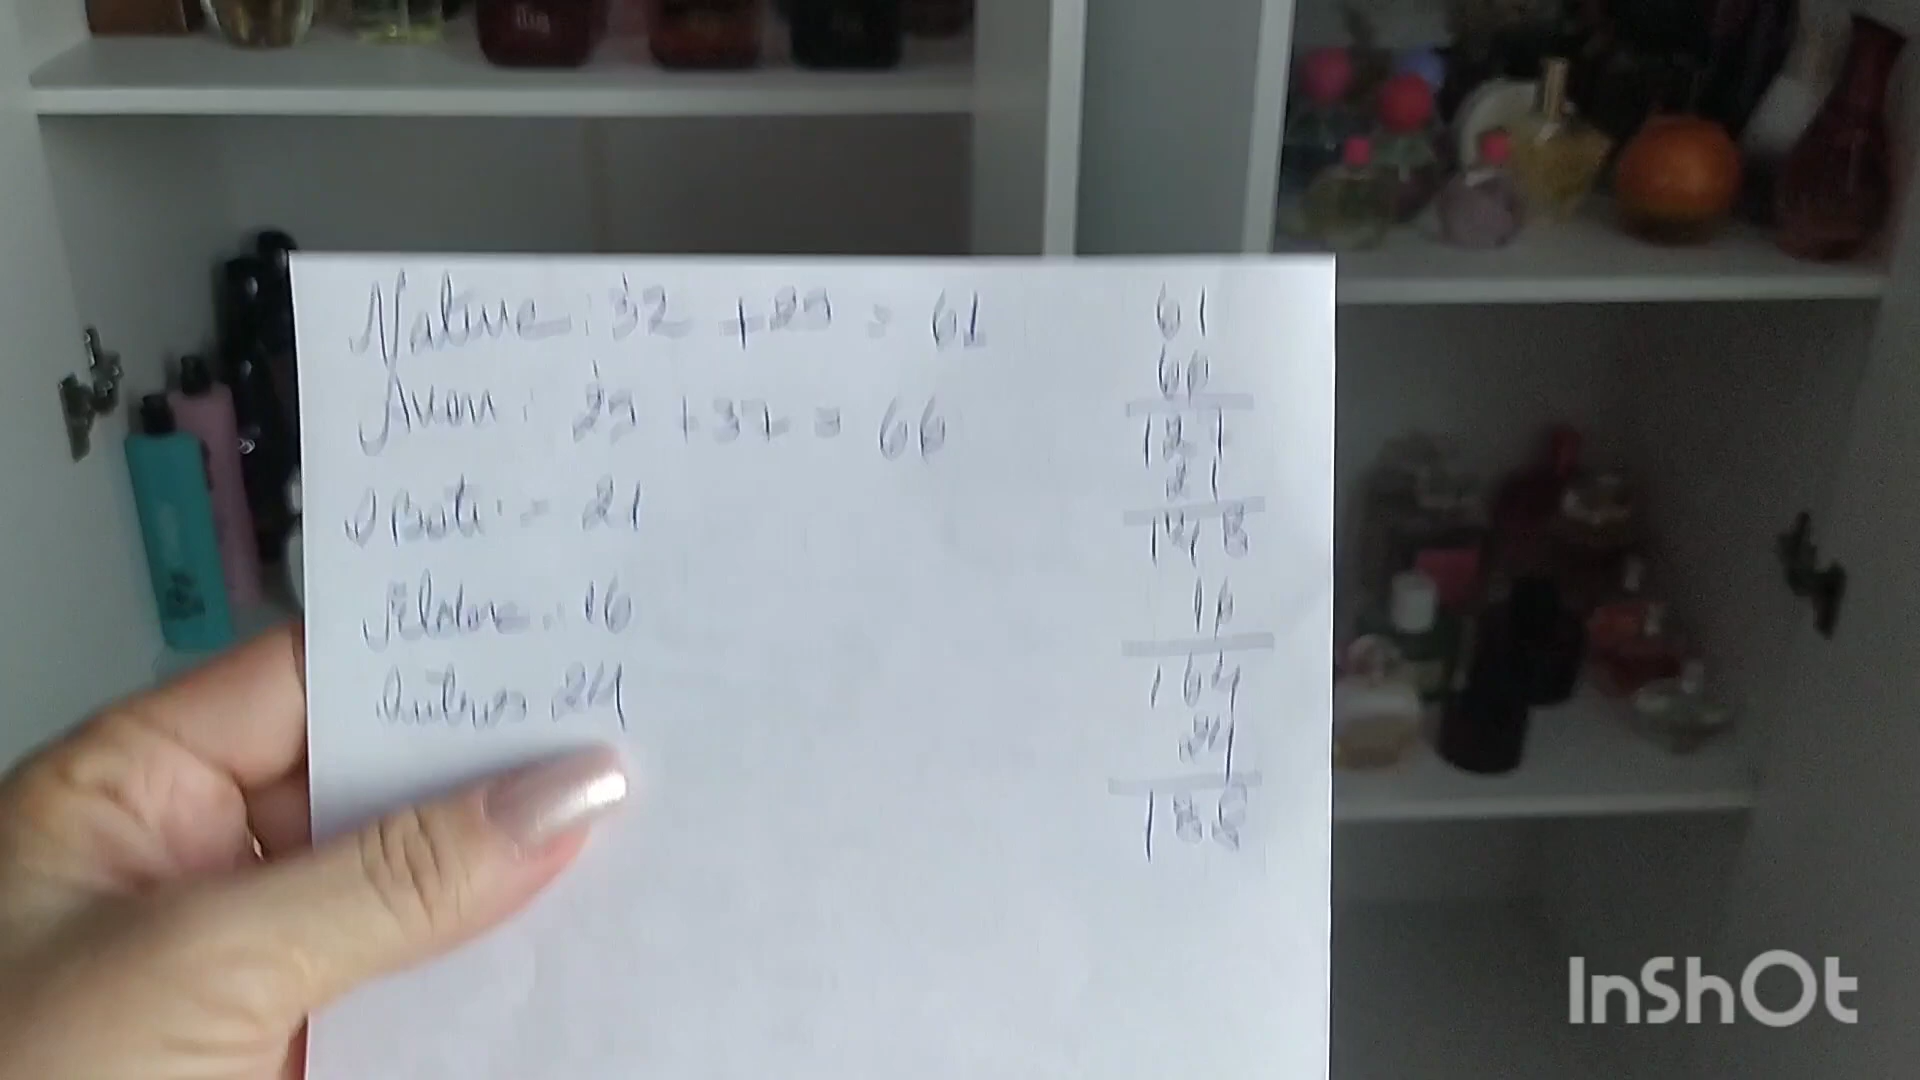 Natura: 32 + 29 = 61
Avon: 29 + 37 = 66
Boti: = 21
16
Outros 24
61
66
127
21
148
16
164
24
188
InShOt